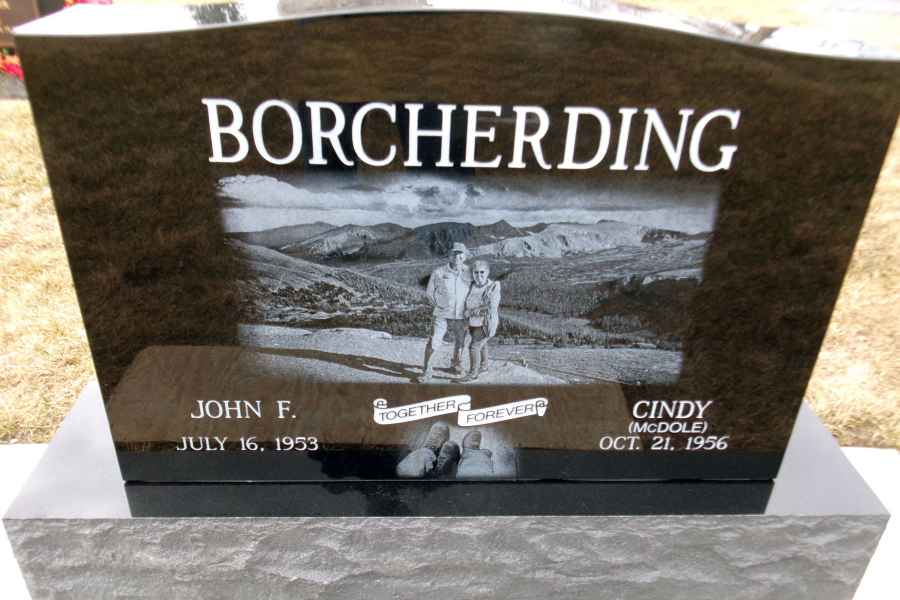 BORCHERDING
JOHN F.
JULY 16, 1953
TOGETHER FOREVER
CINDY
(McDOLE)
OCT. 21, 1956